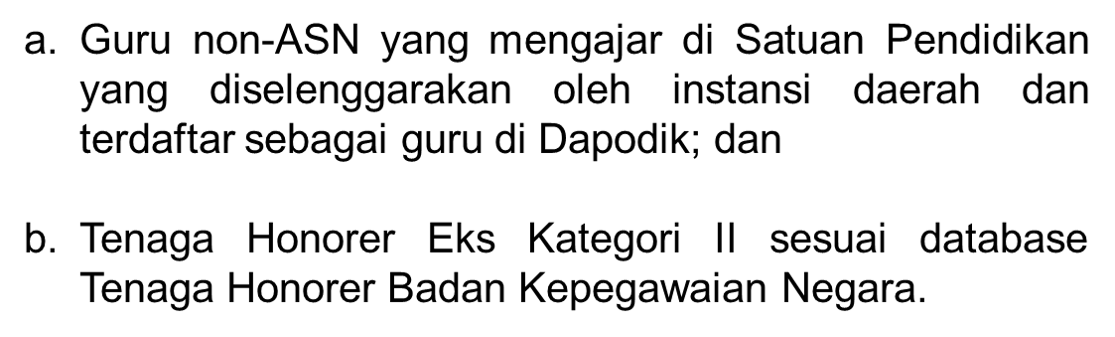 a. Guru non-ASN yang mengajar di Satuan Pendidikan
yang diselenggarakan oleh instansi daerah dan
terdaftar sebagai guru di Dapodik; dan
b. Tenaga Honorer Eks Kategori II sesuai database
Tenaga Honorer Badan Kepegawaian Negara.